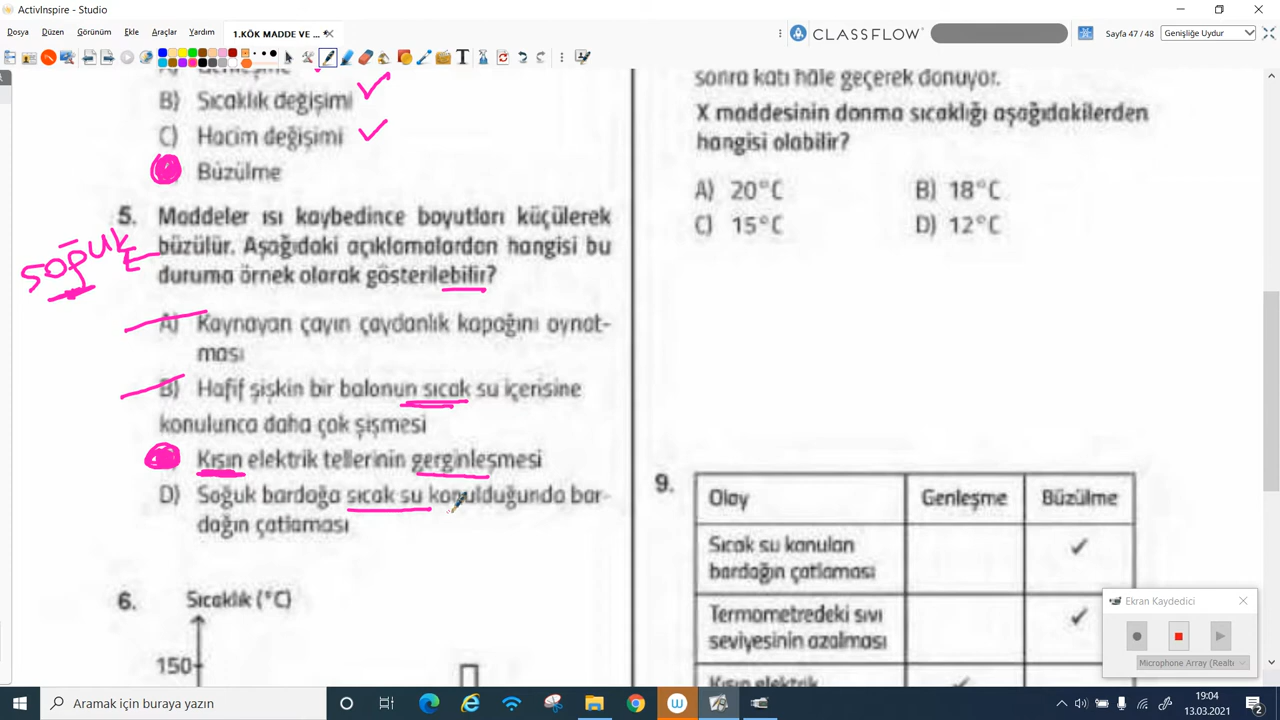 ActivInspire - Studio
Dosya Düzen Görünüm Ekle Araçlar Yardım
1.KÖK MADDE VE ...
CLASSFLOW
Sayfa 47 / 48
Genişliğe Uydur
B) Sıcaklık değişimi
C) Hacim değişimi
Büzülme
5. Maddeler ısı kaybedince boyutları küçülerek
büzülür. Aşağıdaki açıklamalardan hangisi bu
duruma örnek olarak gösterilebilir?
soğuk
A) Kaynayan çayın çaydanlık kapağını oynat-
ması
B) Hafif şişkin bir balonun sıcak su içerisine
konulunca daha çok şişmesi
Kışın elektrik tellerinin gerginleşmesi
D) Soğuk bardağa sıcak su konulduğunda bar-
dağın çatlaması
6. Sıcaklık (°C)
150
sonra katı hâle geçerek donuyor.
X maddesinin donma sıcaklığı aşağıdakilerden
hangisi olabilir?
A) 20°C B) 18°C
C) 15°C D) 12°C
9.
Olay Genleşme Büzülme
Sıcak su konulan
bardağın çatlaması
Termometredeki sıvı
seviyesinin azalması
Kışın elektrik
Ekran Kaydedici
Microphone Array (Realte
Aramak için buraya yazın
19:04
13.03.2021
2